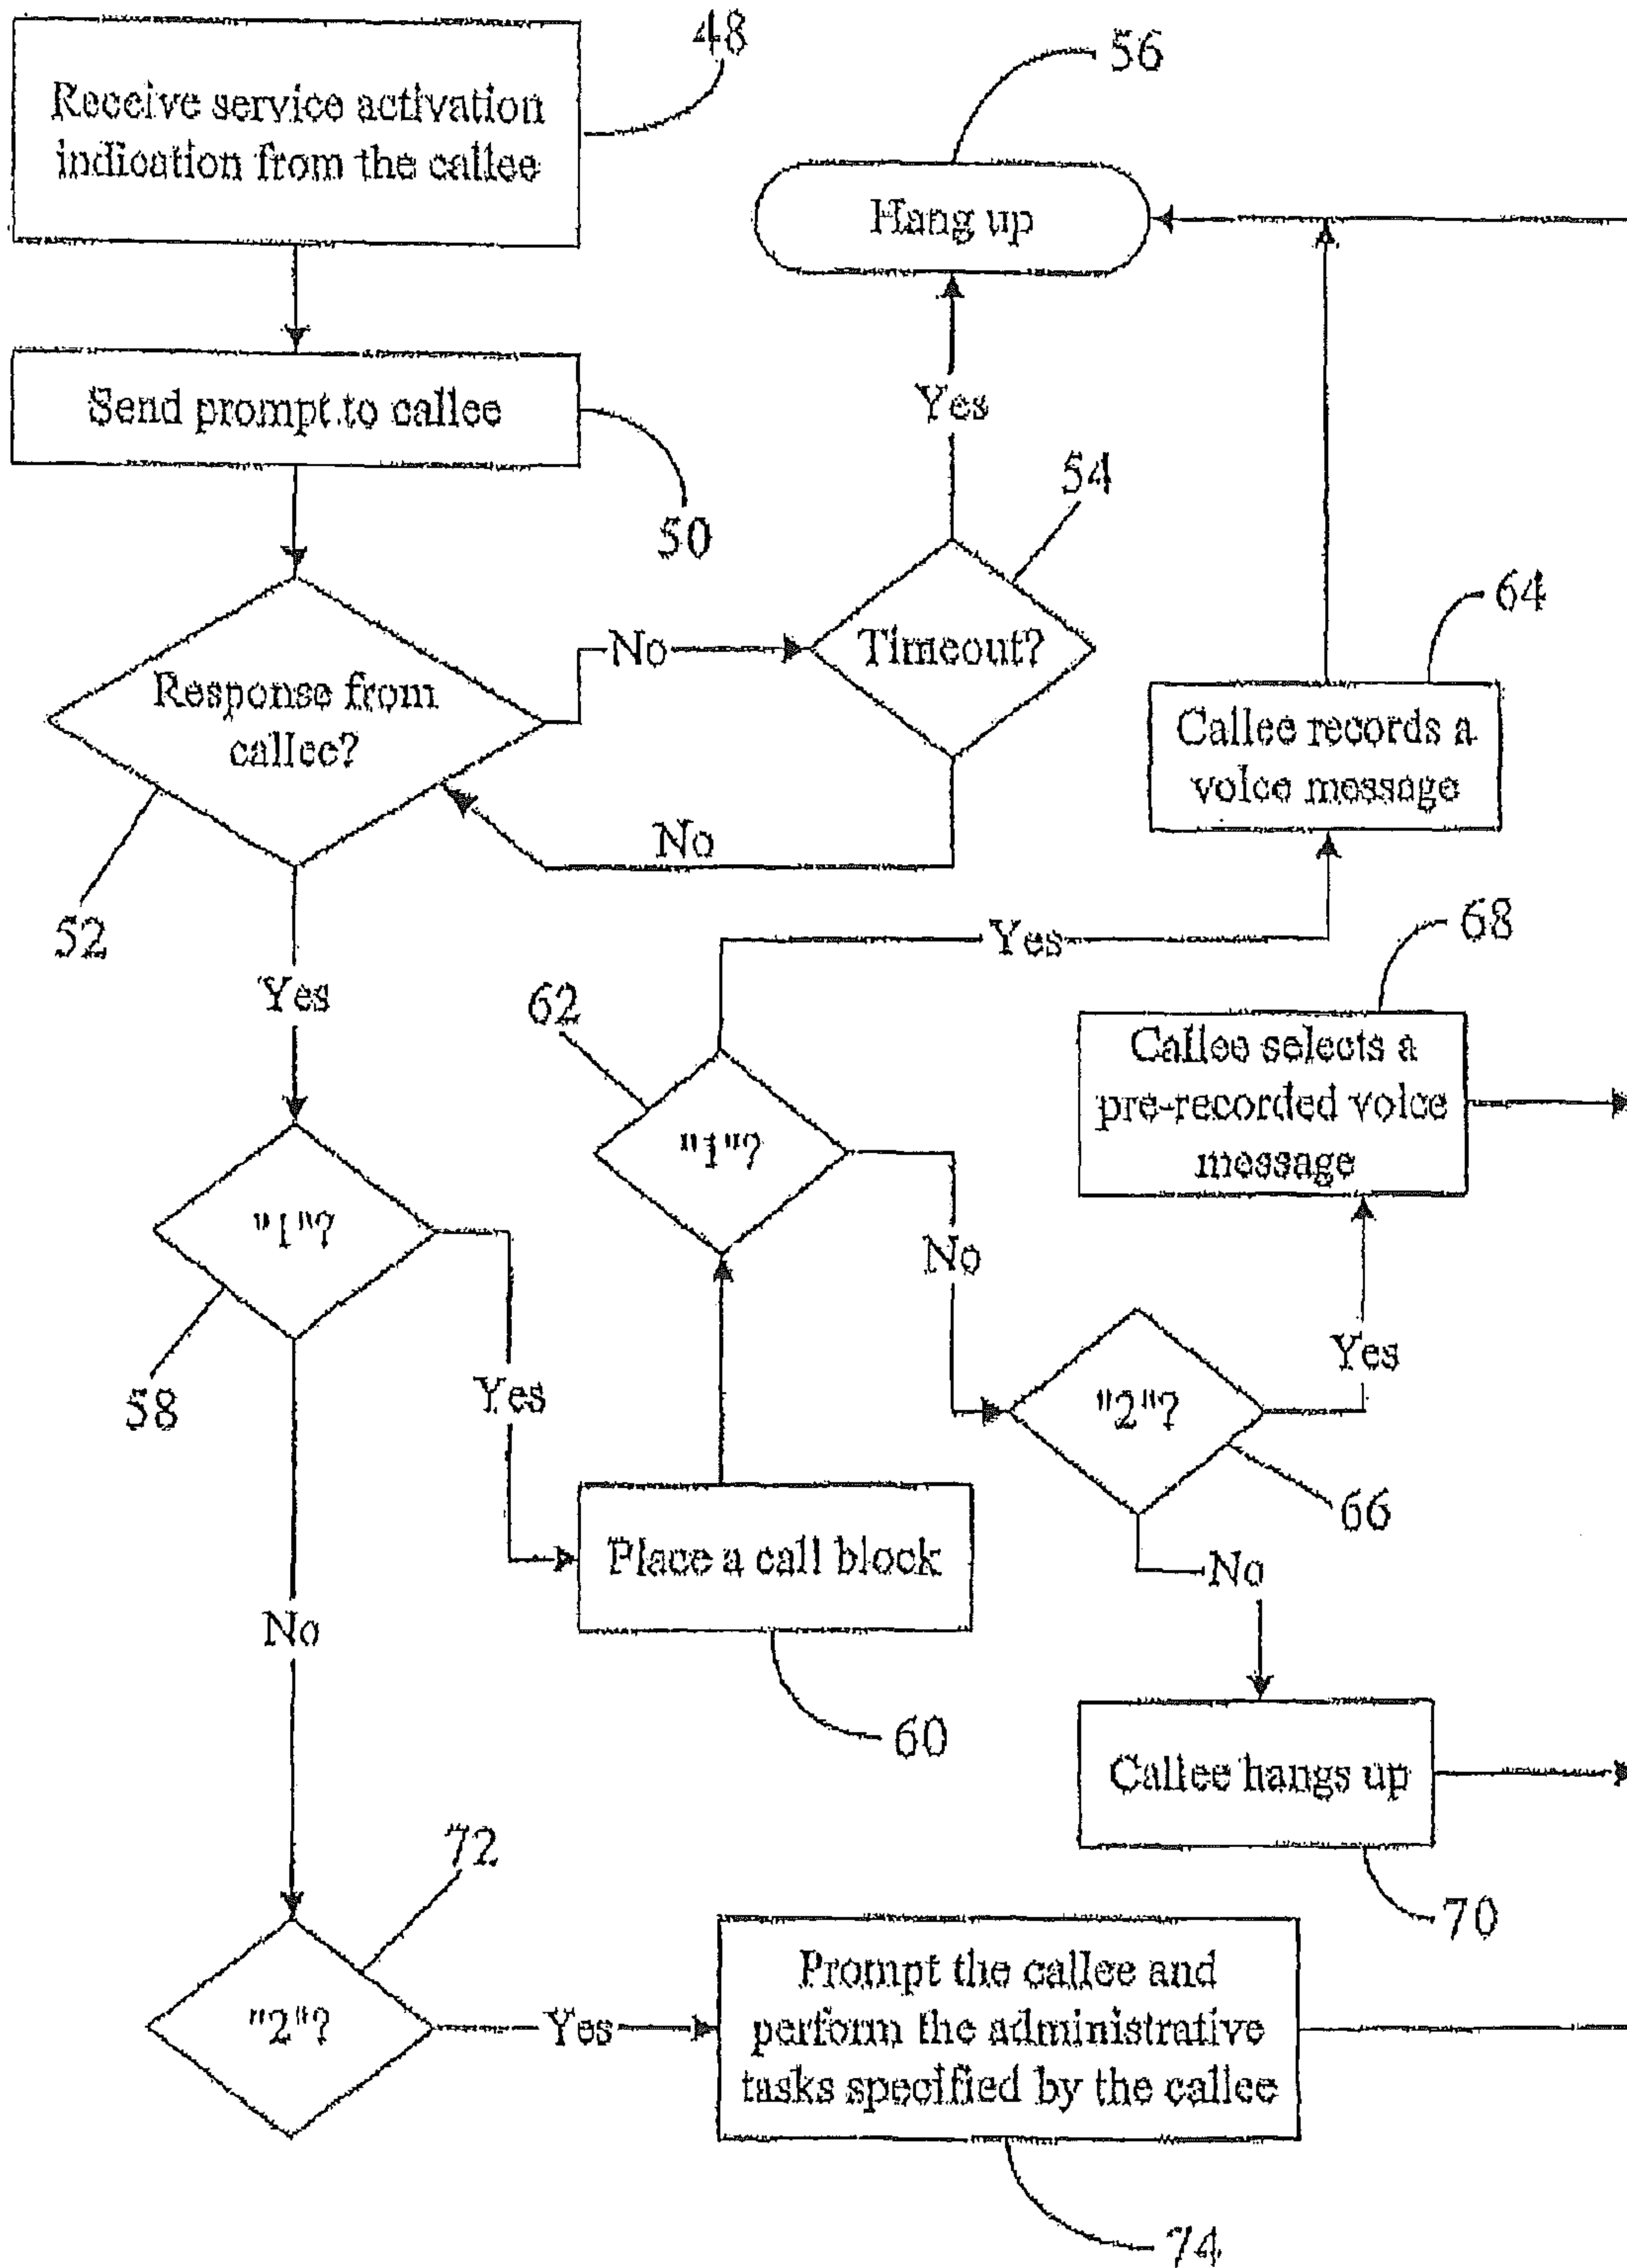 48
56
Receive service activation
indication from the callee
Hang up
Send prompt to callee
Yes
50
54
64
Response from
callee?
No
Timeout?
Callee records a
voice message
No
52
Yes
68
Yes
62
Callee selects a
pre-recorded voice
message
"1"?
"1"?
No
58
Yes
"2"?
Yes
66
Place a call block
No
No
60
Callee hangs up
72
70
"2"?
Yes
Prompt the callee and
perform the administrative
tasks specified by the callee
74